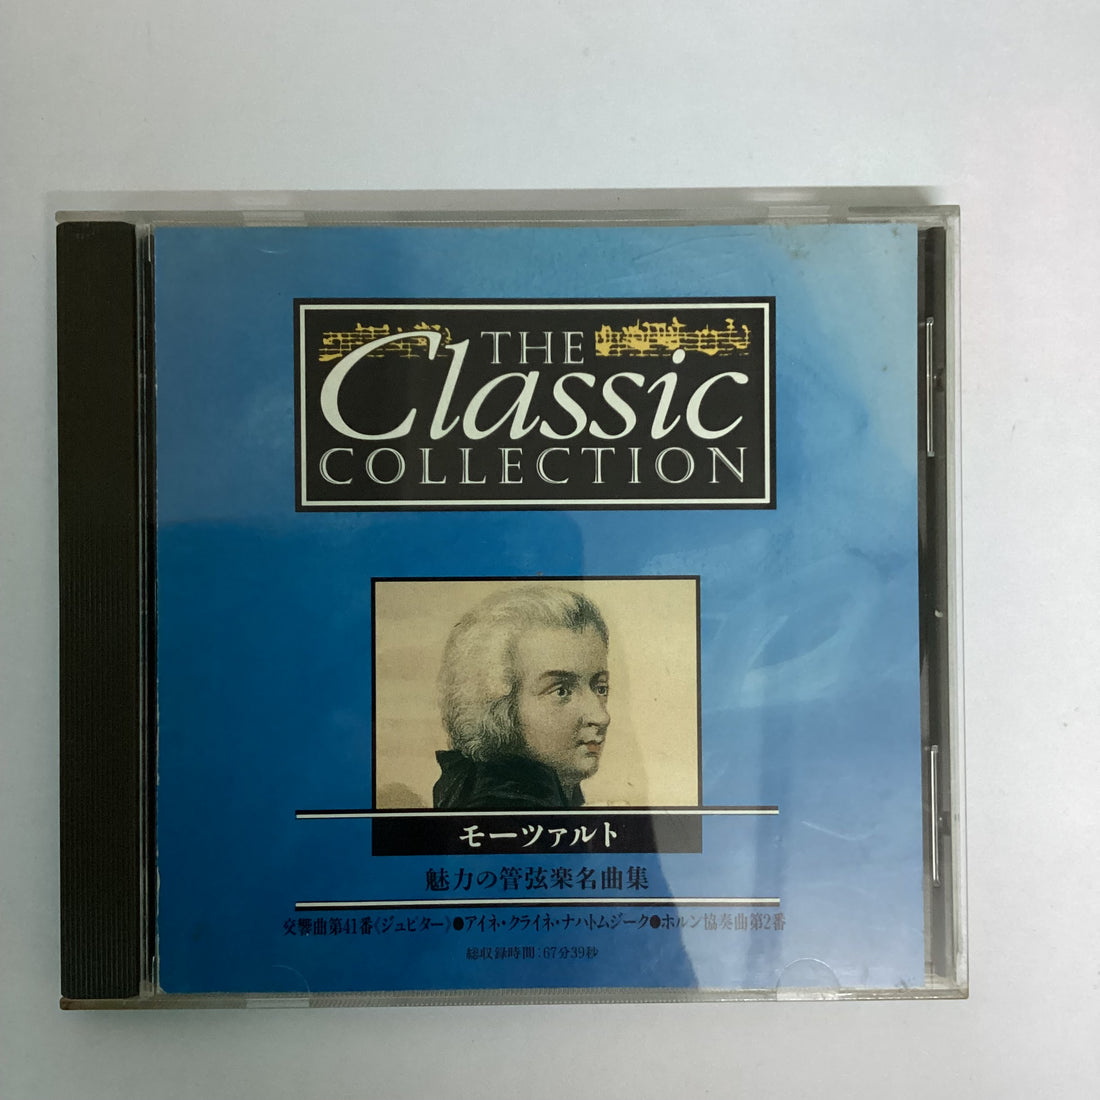 THE
Classic
COLLECTION
モーツァルト
魅力の管弦楽名曲集
交響曲第41番《ジュピター》●アイネ・クライネ・ナハトムジーク●ホルン協奏曲第2番
総収録時間:67分39秒